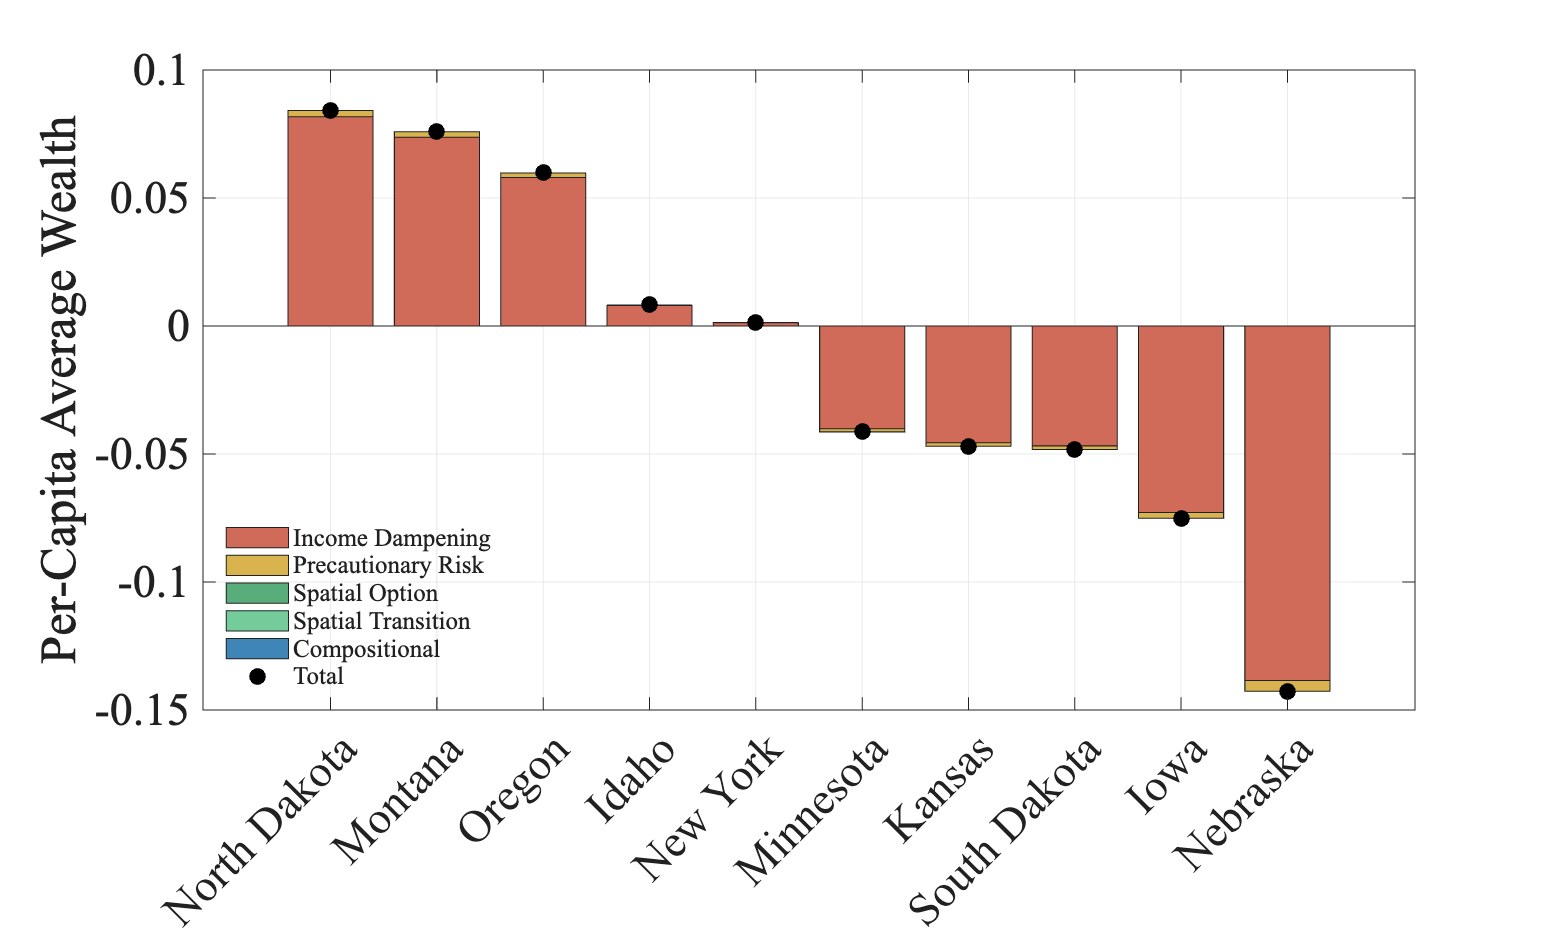 Per-Capita Average Wealth
0.1
0.05
0
-0.05
-0.1
-0.15
Income Dampening
Precautionary Risk
Spatial Option
Spatial Transition
Compositional
Total
North Dakota
Montana
Oregon
Idaho
New York
Minnesota
Kansas
South Dakota
Iowa
Nebraska